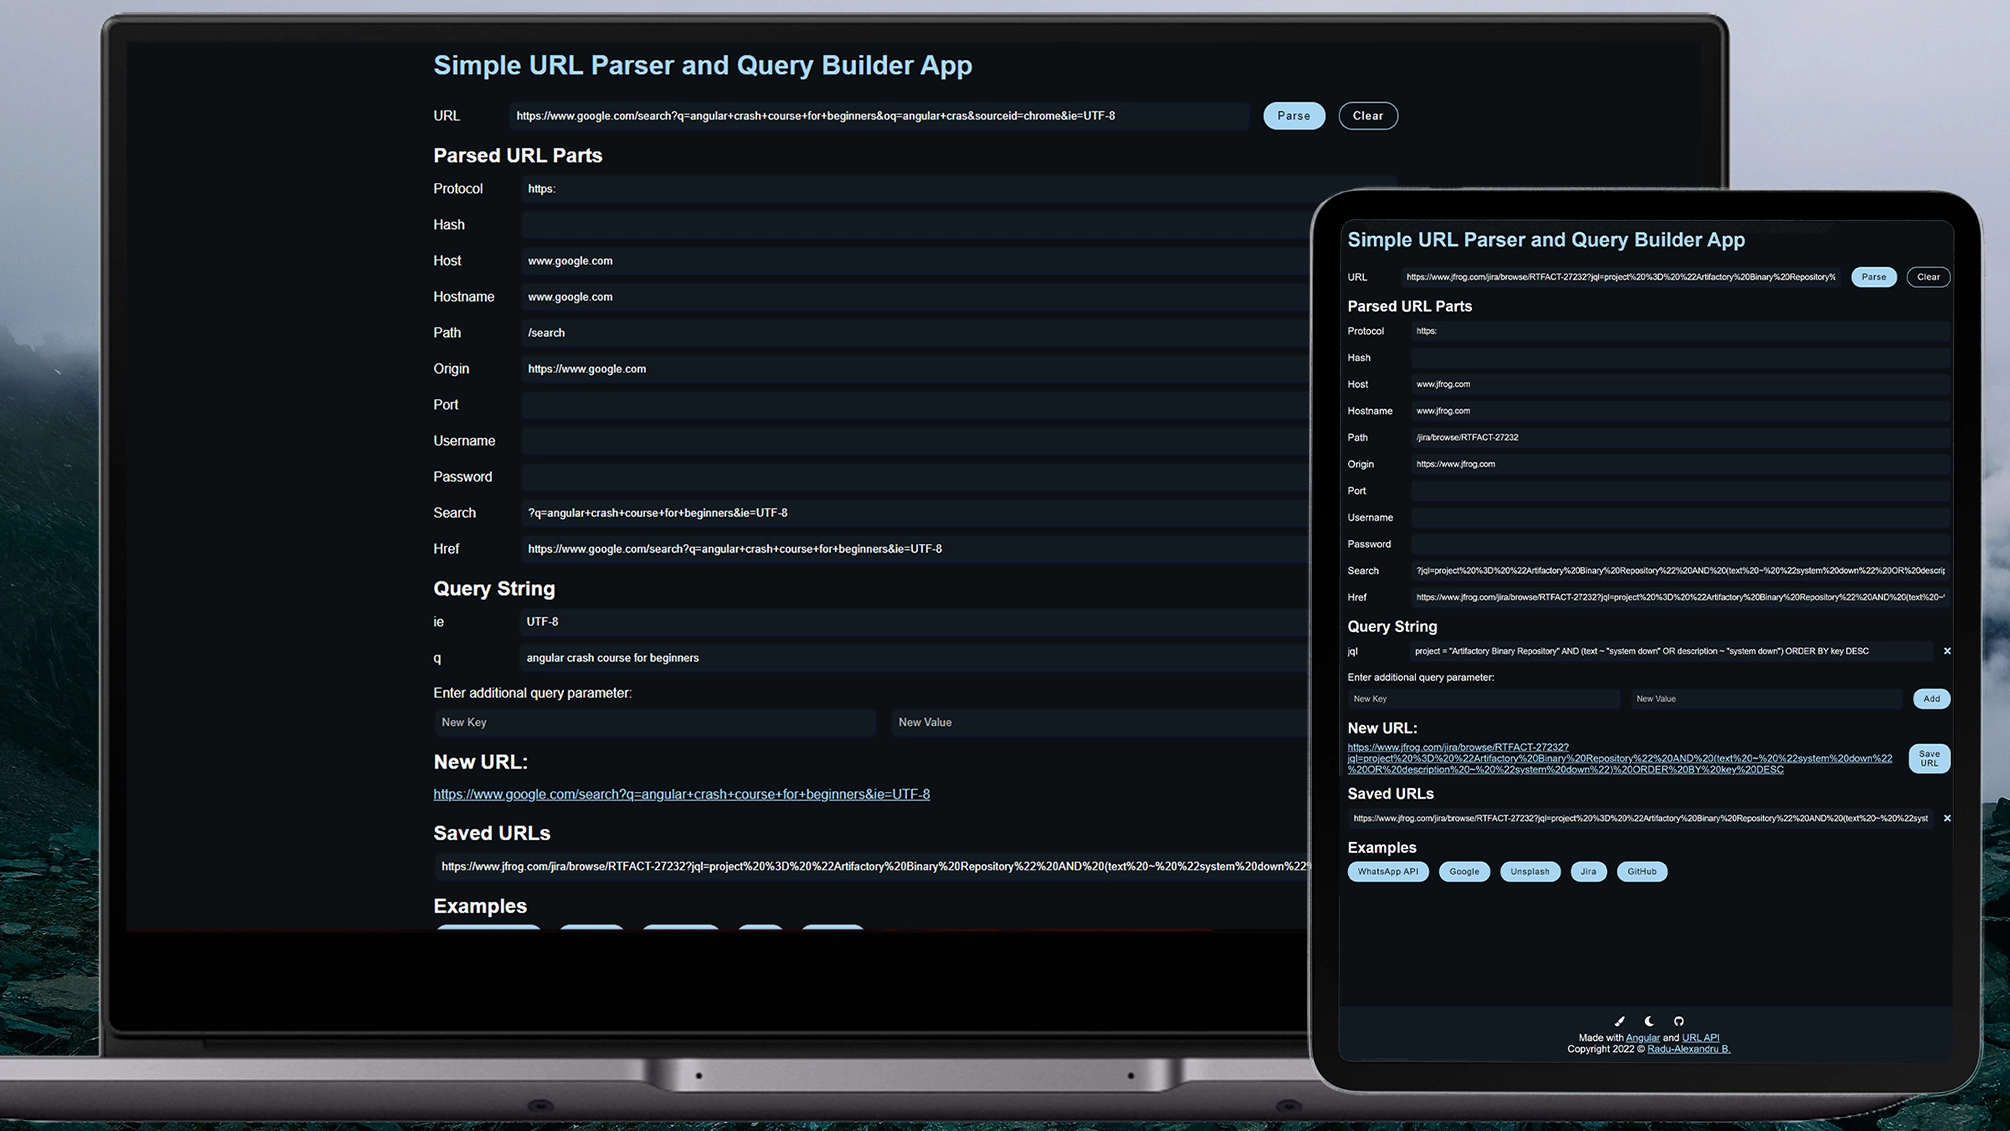 Simple URL Parser and Query Builder App
URL https://www.google.com/search?q=angular+crash+course+for+beginners&oq=angular+cras&sourceid=chrome&ie=UTF-8 Parse Clear
Parsed URL Parts
Protocol https:
Hash
Host www.google.com
Hostname www.google.com
Path /search
Origin https://www.google.com
Port
Username
Password
Search ?q=angular+crash+course+for+beginners&ie=UTF-8
Href https://www.google.com/search?q=angular+crash+course+for+beginners&ie=UTF-8
Query String
ie UTF-8
q angular crash course for beginners
Enter additional query parameter:
New Key New Value
New URL:
https://www.google.com/search?q=angular+crash+course+for+beginners&ie=UTF-8
Saved URLs
https://www.jfrog.com/jira/browse/RTFACT-27232?jql=project%20%3D%20%22Artifactory%20Binary%20Repository%22%20AND%20(text%20~%20%22system%20down%22%
Examples
Simple URL Parser and Query Builder App
URL https://www.jfrog.com/jira/browse/RTFACT-27232?jql=project%20%3D%20%22Artifactory%20Binary%20Repository% Parse Clear
Parsed URL Parts
Protocol https:
Hash
Host www.jfrog.com
Hostname www.jfrog.com
Path /jira/browse/RTFACT-27232
Origin https://www.jfrog.com
Port
Username
Password
Search ?jql=project%20%3D%20%22Artifactory%20Binary%20Repository%22%20AND%20(text%20~%20%22system%20down%22%20OR%20descrip
Href https://www.jfrog.com/jira/browse/RTFACT-27232?jql=project%20%3D%20%22Artifactory%20Binary%20Repository%22%20AND%20(text%20~
Query String
jql project = "Artifactory Binary Repository" AND (text ~ "system down" OR description ~ "system down") ORDER BY key DESC ×
Enter additional query parameter:
New Key New Value Add
New URL:
https://www.jfrog.com/jira/browse/RTFACT-27232?
jql=project%20%3D%20%22Artifactory%20Binary%20Repository%22%20AND%20(text%20~%20%22system%20down%22
%20OR%20description%20~%20%22system%20down%22)%20ORDER%20BY%20key%20DESC
Save
URL
Saved URLs
https://www.jfrog.com/jira/browse/RTFACT-27232?jql=project%20%3D%20%22Artifactory%20Binary%20Repository%22%20AND%20(text%20~%20%22syst ×
Examples
WhatsApp API Google Unsplash Jira GitHub
Made with Angular and URL API
Copyright 2022 © Radu-Alexandru B.